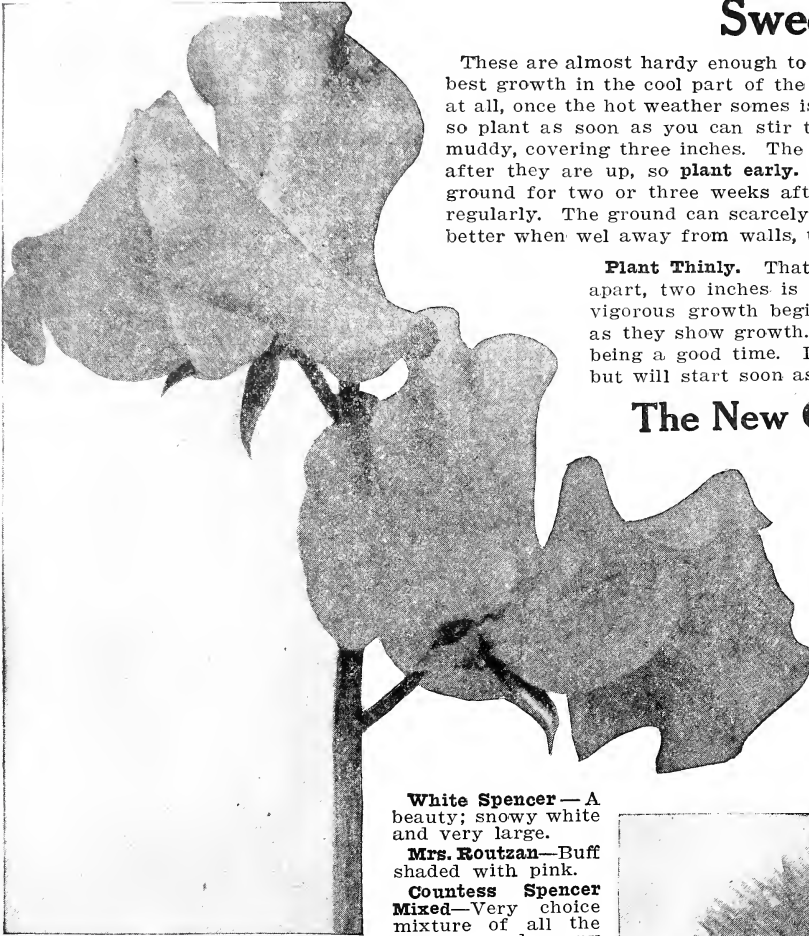 Swe
These are almost hardy enough to
best growth in the cool part of the
at all, once the hot weather somes is
so plant as soon as you can stir t
muddy, covering three inches. The
after they are up, so plant early.
ground for two or three weeks aft
regularly. The ground can scarcely
better when wel away from walls,
Plant Thinly. That
apart, two inches is
vigorous growth begi
as they show growth.
being a good time. I
but will start soon as
The New
White Spencer—A
beauty; snowy white
and very large.
Mrs. Routzan—Buff
shaded with pink.
Countess Spencer
Mixed—Very choice
mixture of all the